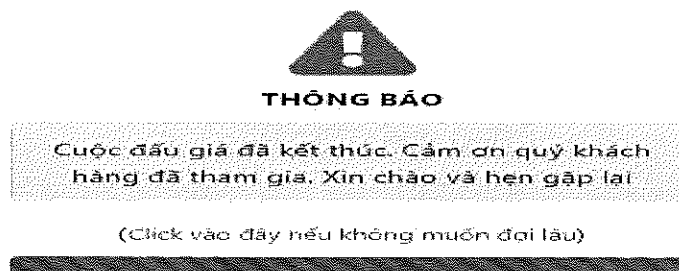 THÔNG BÁO
Cuộc đấu giá đã kết thúc. Cảm ơn quý khách
hàng đã tham gia. Xin chào và hẹn gặp lại
(Click vào đây nếu không muốn đợi lâu)